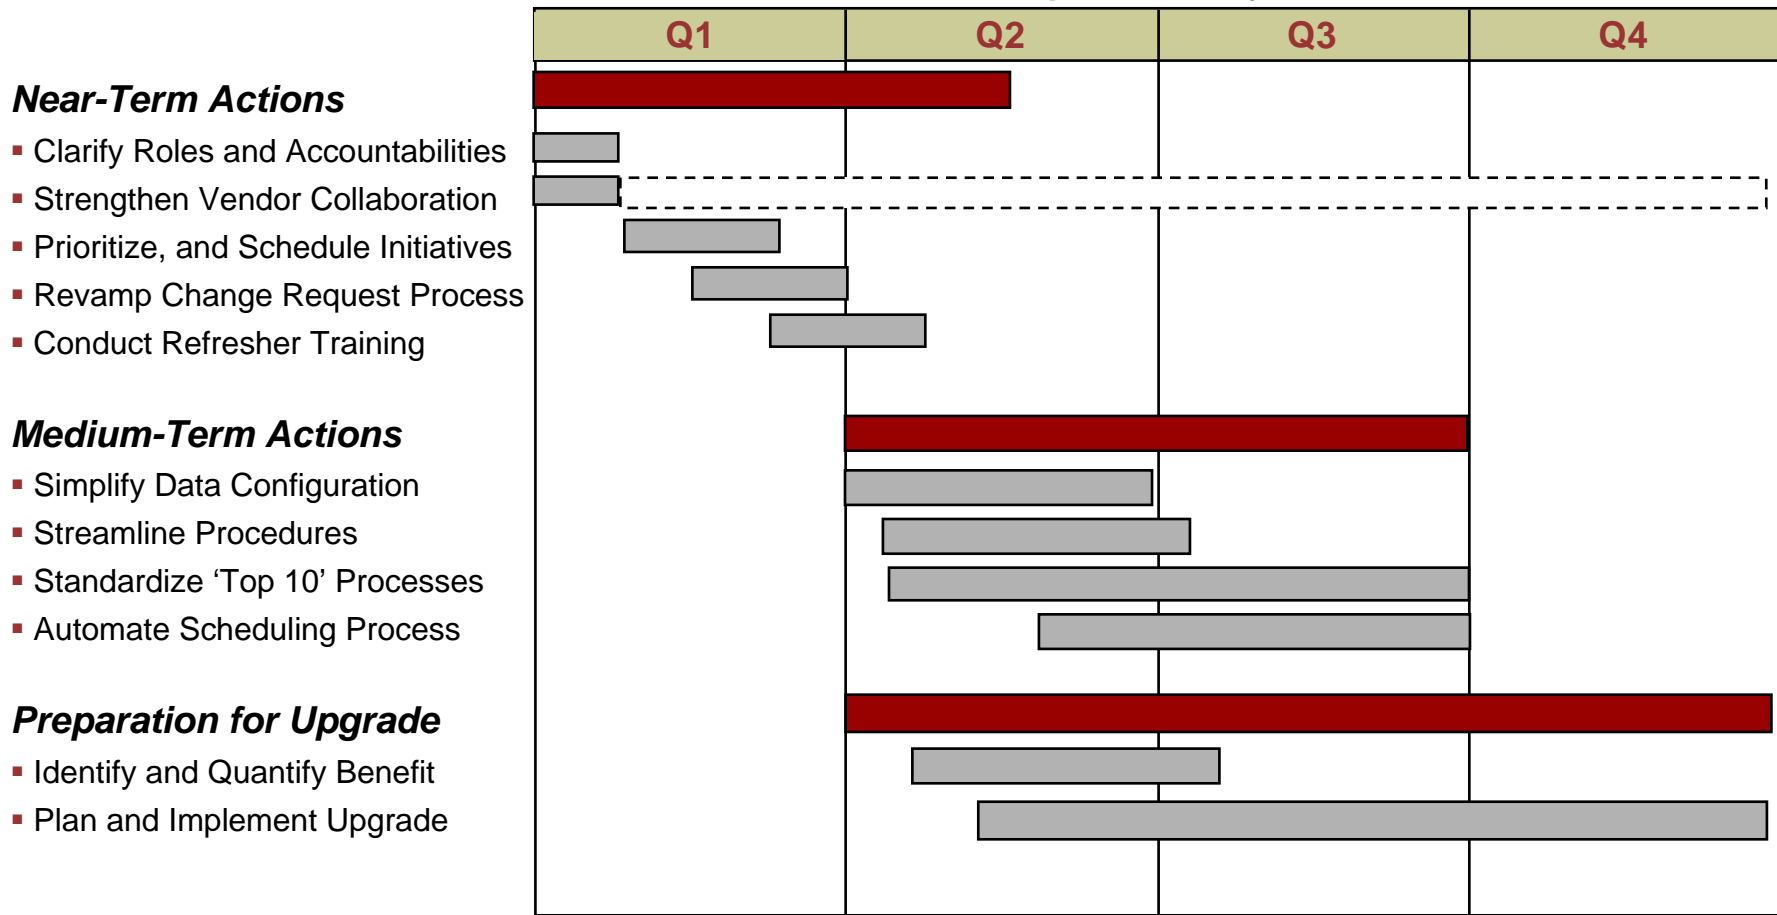 Q1 Q2 Q3 Q4
Near-Term Actions
▪ Clarify Roles and Accountabilities
▪ Strengthen Vendor Collaboration
▪ Prioritize, and Schedule Initiatives
▪ Revamp Change Request Process
▪ Conduct Refresher Training
Medium-Term Actions
▪ Simplify Data Configuration
▪ Streamline Procedures
▪ Standardize ‘Top 10’ Processes
▪ Automate Scheduling Process
Preparation for Upgrade
▪ Identify and Quantify Benefit
▪ Plan and Implement Upgrade